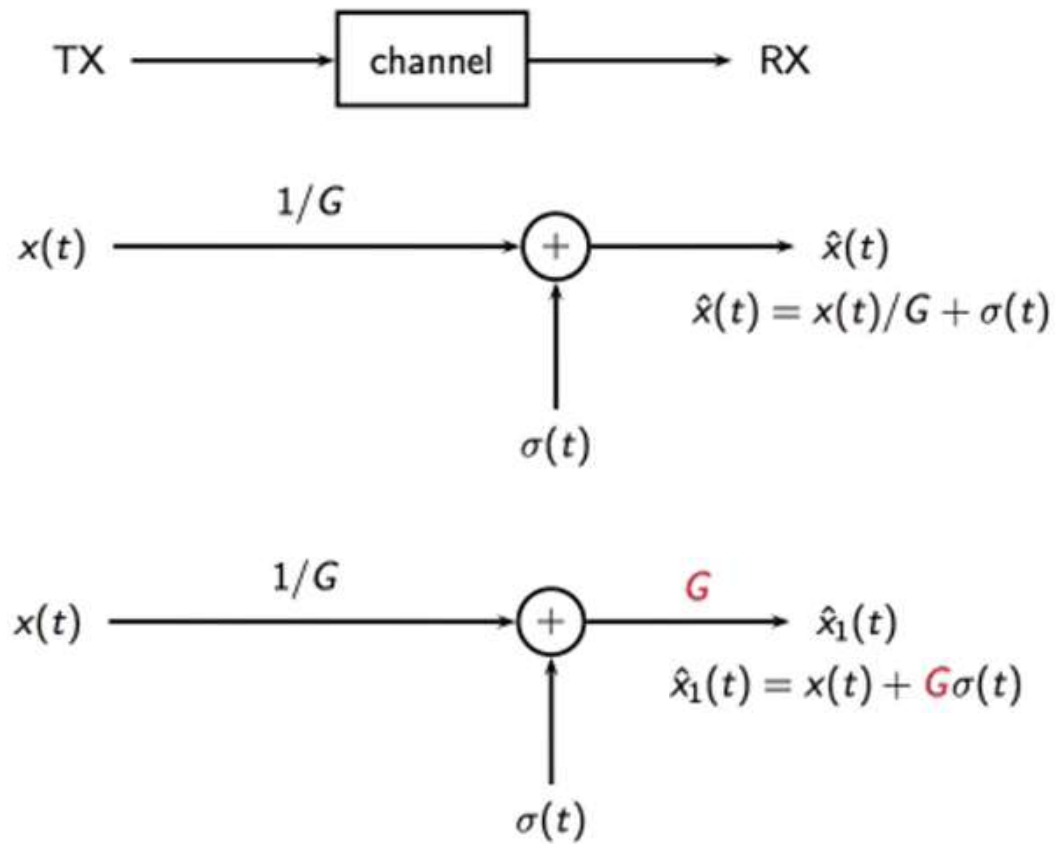 TX channel RX
1/G
x(t) + x̂(t)
x̂(t) = x(t)/G + σ(t)
σ(t)
1/G G
x(t) + x̂₁(t)
x̂₁(t) = x(t) + Gσ(t)
σ(t)